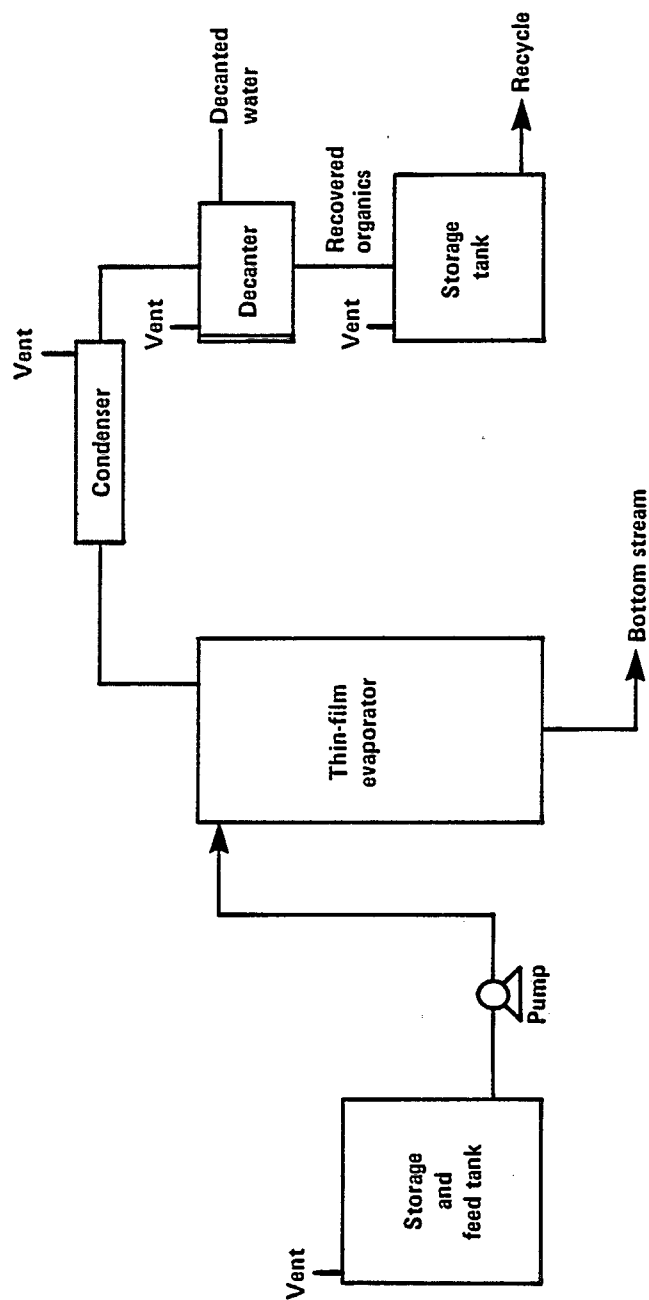 Vent
Storage
and
feed tank
Pump
Thin-film
evaporator
Bottom stream
Condenser
Vent
Vent
Decanter
Decanted
water
Recovered
organics
Vent
Storage
tank
Recycle